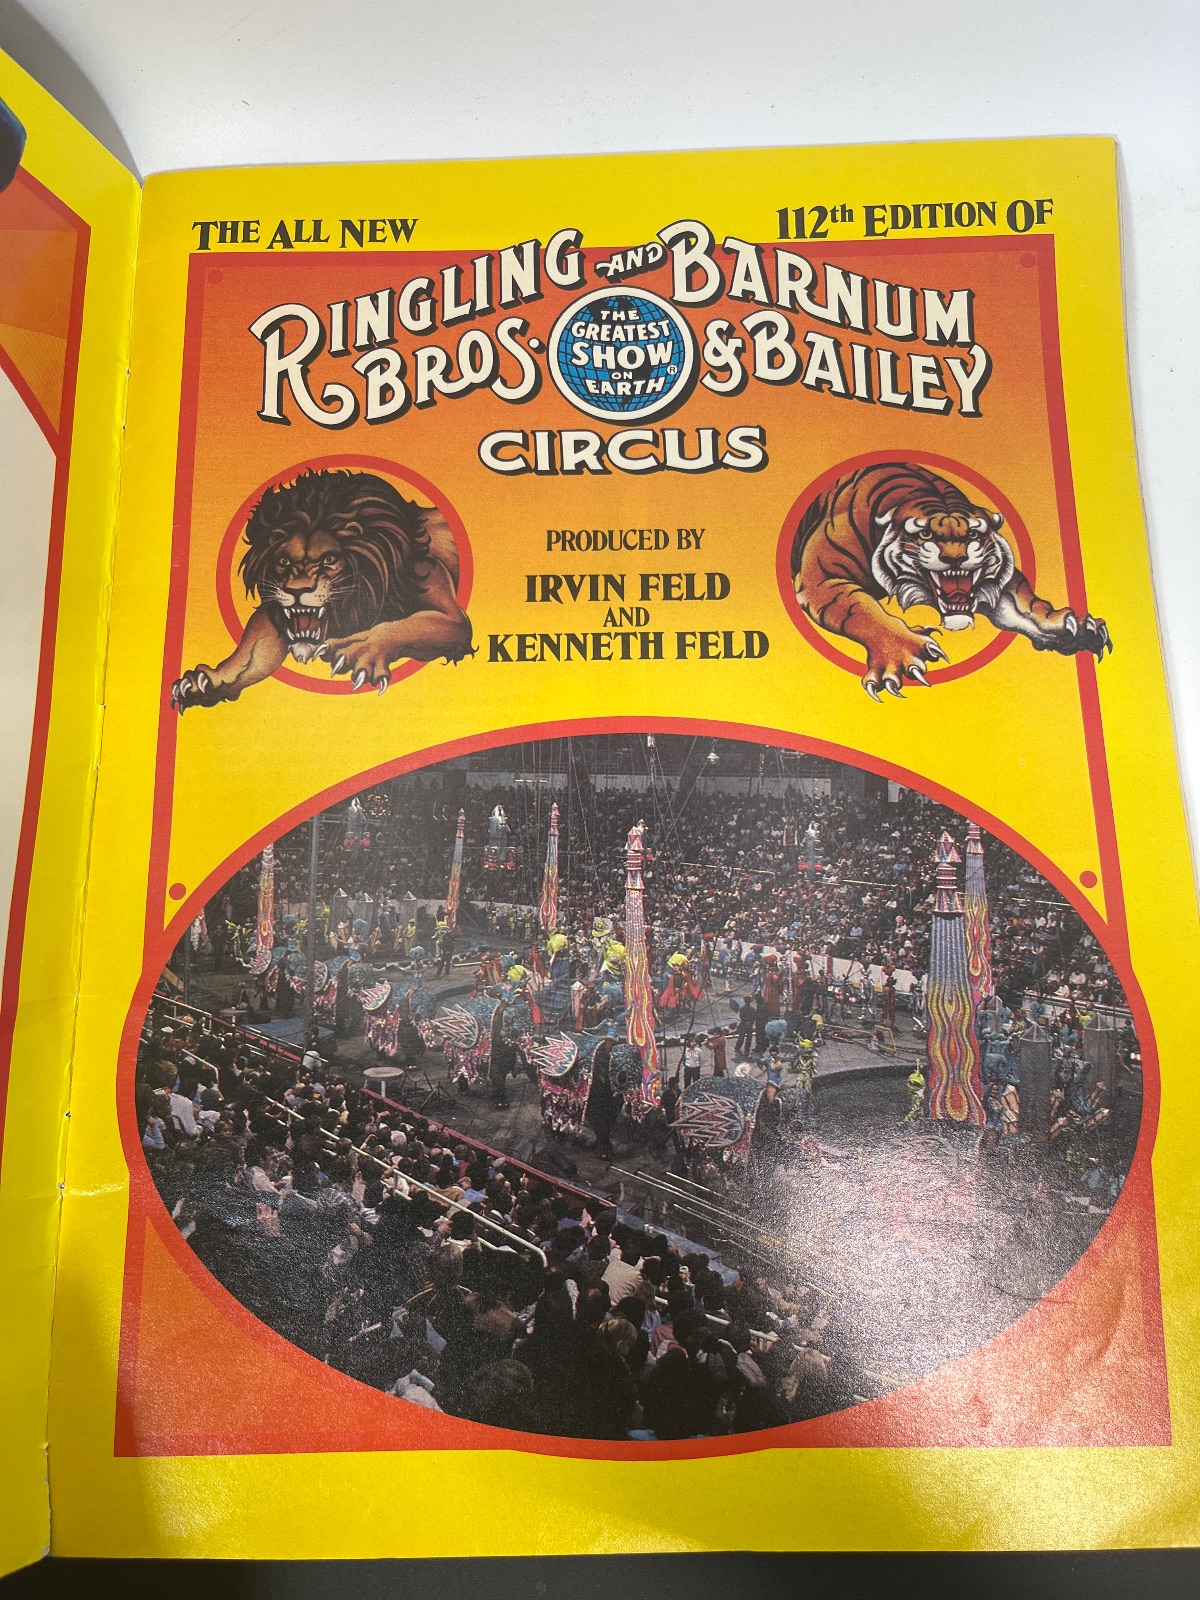 THE ALL NEW
112th EDITION OF
RINGLING AND BARNUM
BROS. & BAILEY
THE
GREATEST
SHOW
ON
EARTH ®
CIRCUS
PRODUCED BY
IRVIN FELD
AND
KENNETH FELD